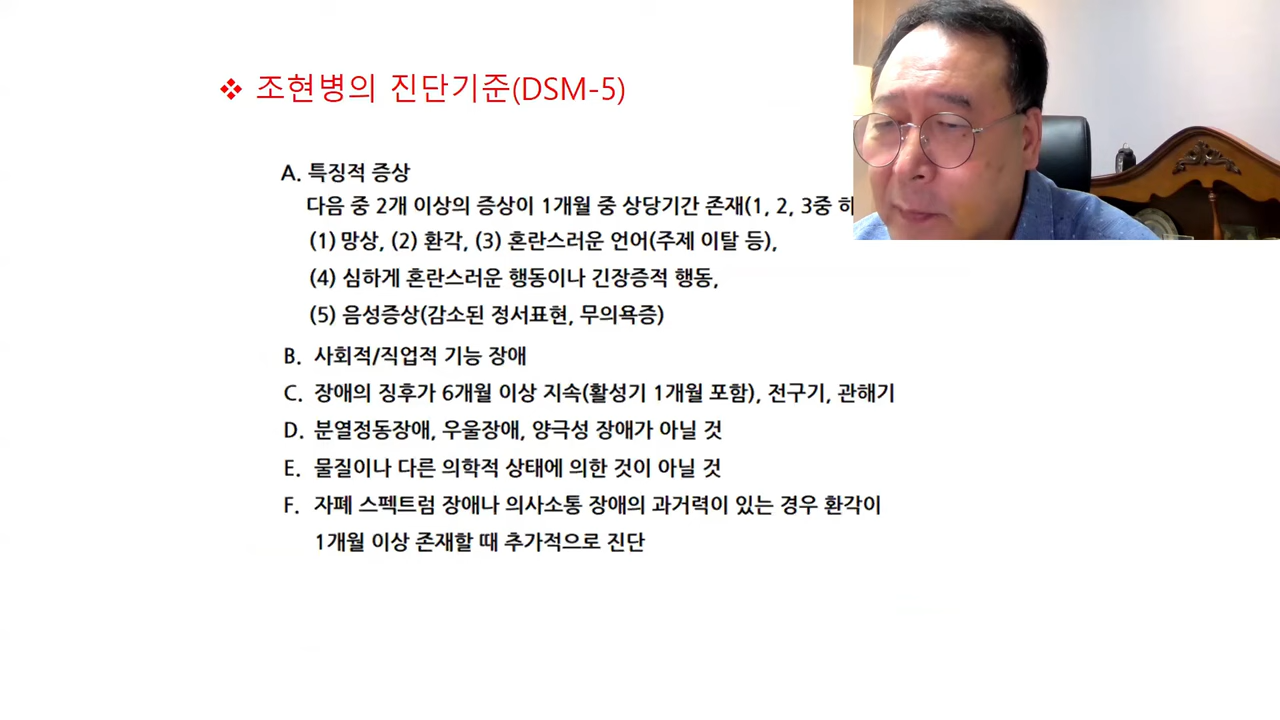 ❖ 조현병의 진단기준(DSM-5)
A. 특징적 증상
다음 중 2개 이상의 증상이 1개월 중 상당기간 존재(1, 2, 3중
(1) 망상, (2) 환각, (3) 혼란스러운 언어(주제 이탈 등),
(4) 심하게 혼란스러운 행동이나 긴장증적 행동,
(5) 음성증상(감소된 정서표현, 무의욕증)
B. 사회적/직업적 기능 장애
C. 장애의 징후가 6개월 이상 지속(활성기 1개월 포함), 전구기, 관해기
D. 분열정동장애, 우울장애, 양극성 장애가 아닐 것
E. 물질이나 다른 의학적 상태에 의한 것이 아닐 것
F. 자폐 스펙트럼 장애나 의사소통 장애의 과거력이 있는 경우 환각이
1개월 이상 존재할 때 추가적으로 진단